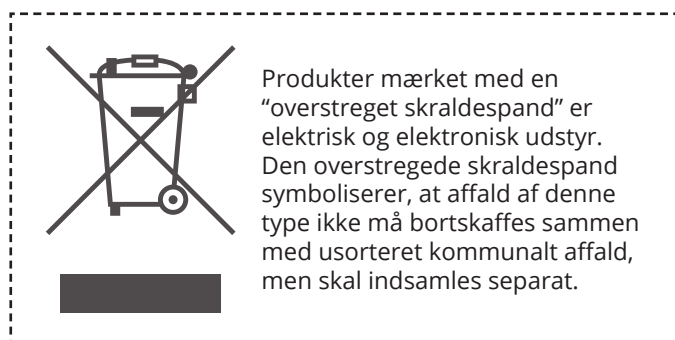 Produkter mærket med en
“overstreget skraldespand” er
elektrisk og elektronisk udstyr.
Den overstregede skraldespand
symboliserer, at affald af denne
type ikke må bortskaffes sammen
med usorteret kommunalt affald,
men skal indsamles separat.